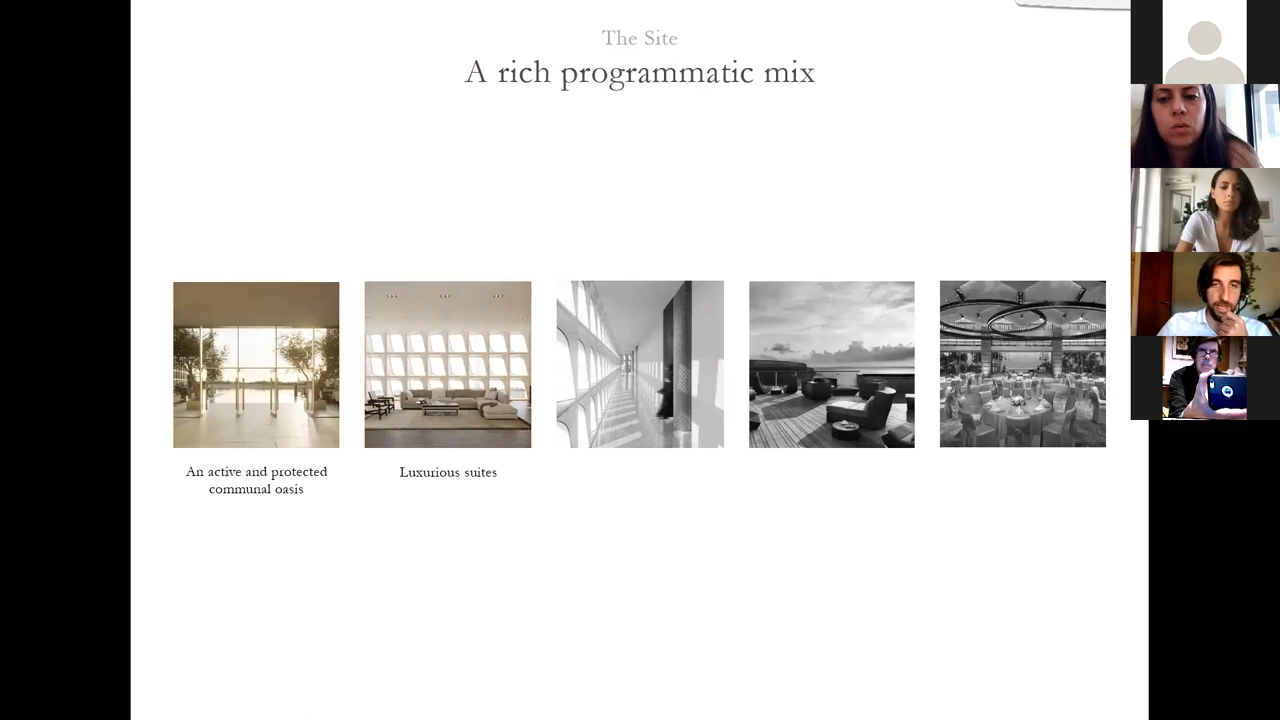 The Site
A rich programmatic mix
An active and protected
communal oasis
Luxurious suites